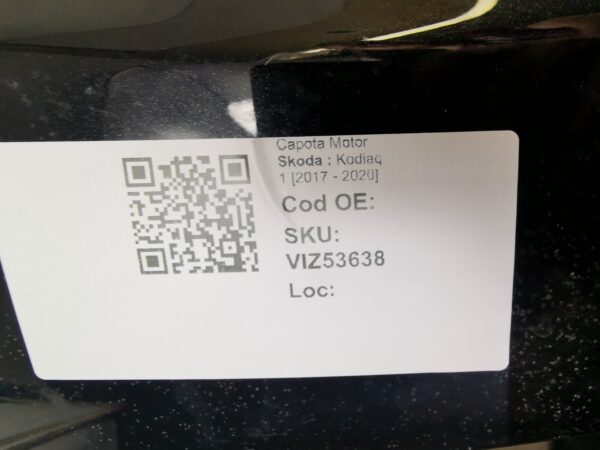 Capota Motor
Skoda : Kodiaq
1 [2017 - 2020]
Cod OE:
SKU:
VIZ53638
Loc: